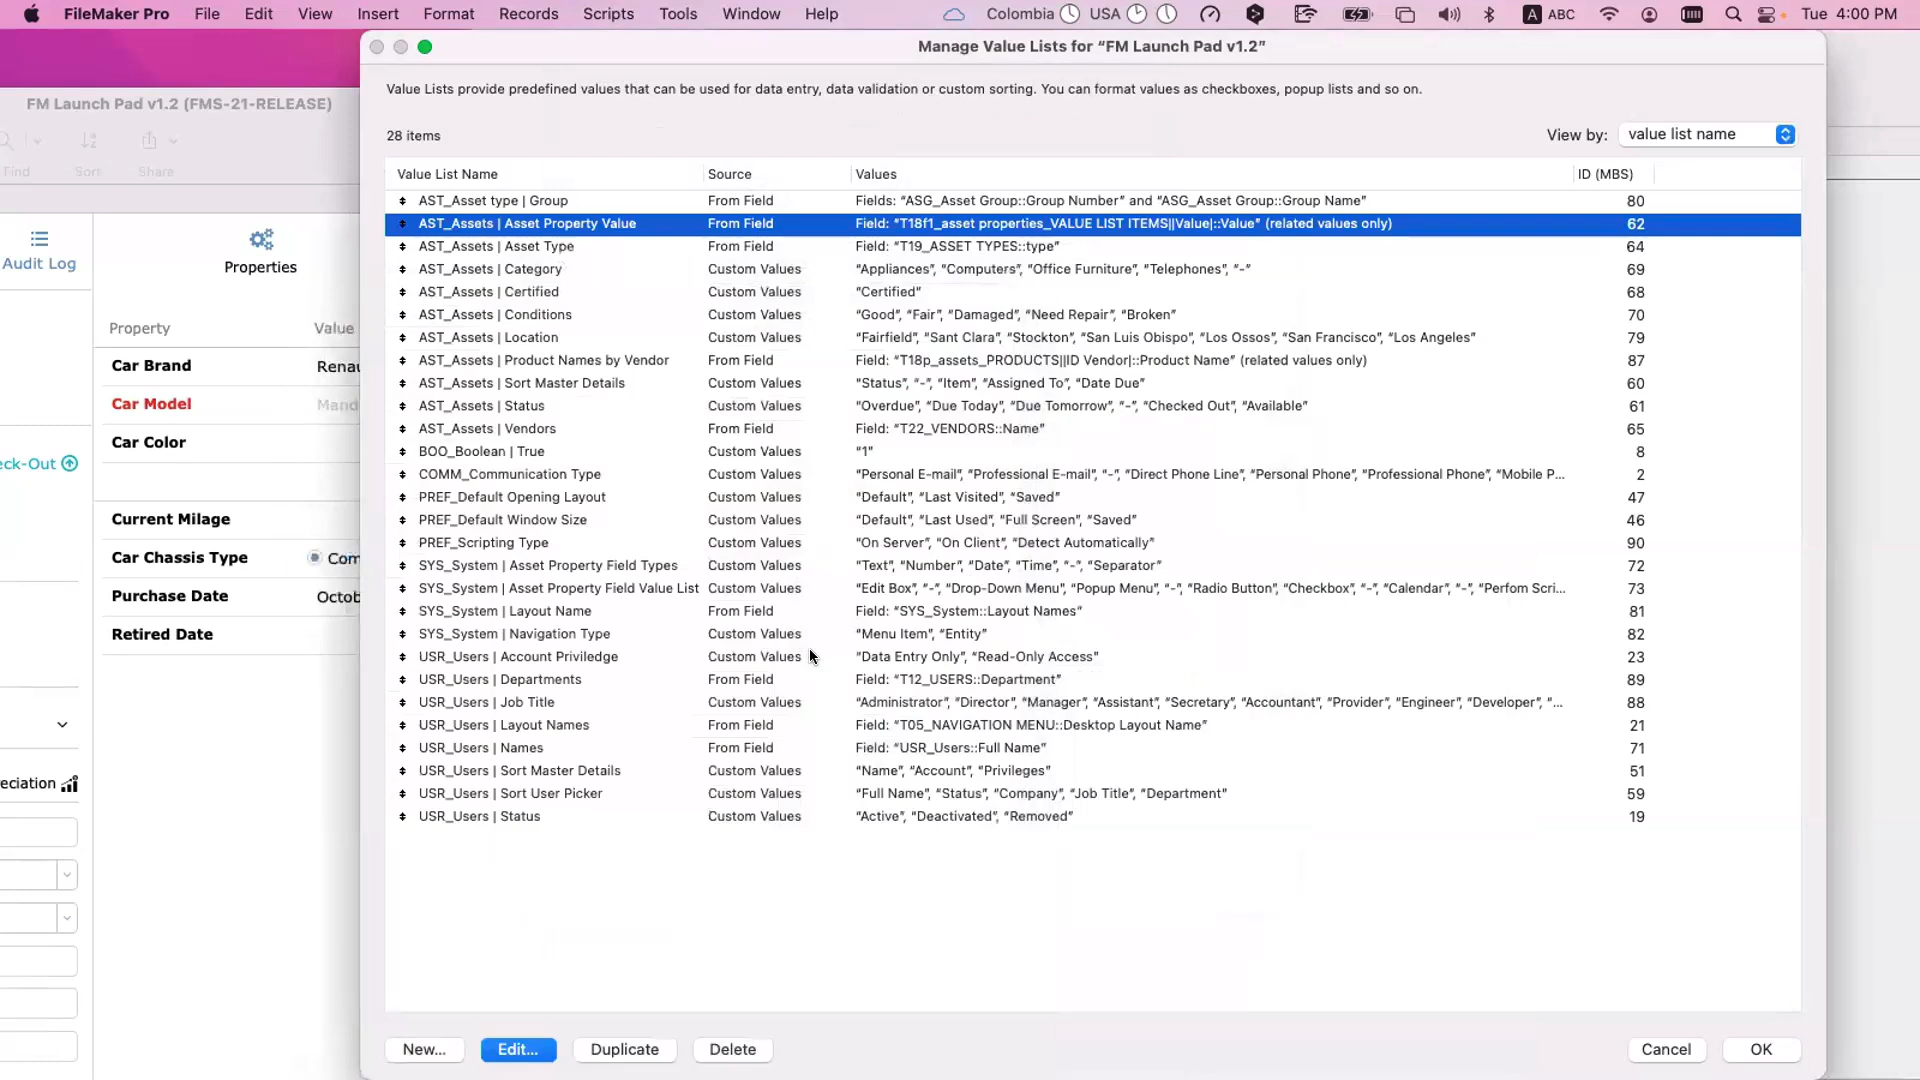 FileMaker Pro File Edit View Insert Format Records Scripts Tools Window Help Colombia USA A ABC Tue 4:00 PM
Manage Value Lists for “FM Launch Pad v1.2”
Value Lists provide predefined values that can be used for data entry, data validation or custom sorting. You can format values as checkboxes, popup lists and so on.
FM Launch Pad v1.2 (FMS-21-RELEASE)
28 items
View by: value list name
Find Sort Share
Value List Name Source Values ID (MBS)
AST_Asset type | Group From Field Fields: “ASG_Asset Group::Group Number” and “ASG_Asset Group::Group Name” 80
AST_Assets | Asset Property Value From Field Field: “T18f1_asset properties_VALUE LIST ITEMS||Value|::Value” (related values only) 62
AST_Assets | Asset Type From Field Field: “T19_ASSET TYPES::type” 64
AST_Assets | Category Custom Values “Appliances”, “Computers”, “Office Furniture”, “Telephones”, “-” 69
AST_Assets | Certified Custom Values “Certified” 68
AST_Assets | Conditions Custom Values “Good”, “Fair”, “Damaged”, “Need Repair”, “Broken” 70
AST_Assets | Location Custom Values “Fairfield”, “Sant Clara”, “Stockton”, “San Luis Obispo”, “Los Ossos”, “San Francisco”, “Los Angeles” 79
AST_Assets | Product Names by Vendor From Field Field: “T18p_assets_PRODUCTS||ID Vendor|::Product Name” (related values only) 87
AST_Assets | Sort Master Details Custom Values “Status”, “-”, “Item”, “Assigned To”, “Date Due” 60
AST_Assets | Status Custom Values “Overdue”, “Due Today”, “Due Tomorrow”, “-”, “Checked Out”, “Available” 61
AST_Assets | Vendors From Field Field: “T22_VENDORS::Name” 65
BOO_Boolean | True Custom Values “1” 8
COMM_Communication Type Custom Values “Personal E-mail”, “Professional E-mail”, “-”, “Direct Phone Line”, “Personal Phone”, “Professional Phone”, “Mobile P... 2
PREF_Default Opening Layout Custom Values “Default”, “Last Visited”, “Saved” 47
PREF_Default Window Size Custom Values “Default”, “Last Used”, “Full Screen”, “Saved” 46
PREF_Scripting Type Custom Values “On Server”, “On Client”, “Detect Automatically” 90
SYS_System | Asset Property Field Types Custom Values “Text”, “Number”, “Date”, “Time”, “-”, “Separator” 72
SYS_System | Asset Property Field Value List Custom Values “Edit Box”, “-”, “Drop-Down Menu”, “Popup Menu”, “-”, “Radio Button”, “Checkbox”, “-”, “Calendar”, “-”, “Perfom Scri... 73
SYS_System | Layout Name From Field Field: “SYS_System::Layout Names” 81
SYS_System | Navigation Type Custom Values “Menu Item”, “Entity” 82
USR_Users | Account Priviledge Custom Values “Data Entry Only”, “Read-Only Access” 23
USR_Users | Departments From Field Field: “T12_USERS::Department” 89
USR_Users | Job Title Custom Values “Administrator”, “Director”, “Manager”, “Assistant”, “Secretary”, “Accountant”, “Provider”, “Engineer”, “Developer”, “... 88
USR_Users | Layout Names From Field Field: “T05_NAVIGATION MENU::Desktop Layout Name” 21
USR_Users | Names From Field Field: “USR_Users::Full Name” 71
USR_Users | Sort Master Details Custom Values “Name”, “Account”, “Privileges” 51
USR_Users | Sort User Picker Custom Values “Full Name”, “Status”, “Company”, “Job Title”, “Department” 59
USR_Users | Status Custom Values “Active”, “Deactivated”, “Removed” 19
Audit Log
Properties
Property Value
Car Brand Renau
Car Model Mand
Car Color
eck-Out
Current Milage
Car Chassis Type Com
Purchase Date Octob
Retired Date
eciation
New... Edit... Duplicate Delete Cancel OK